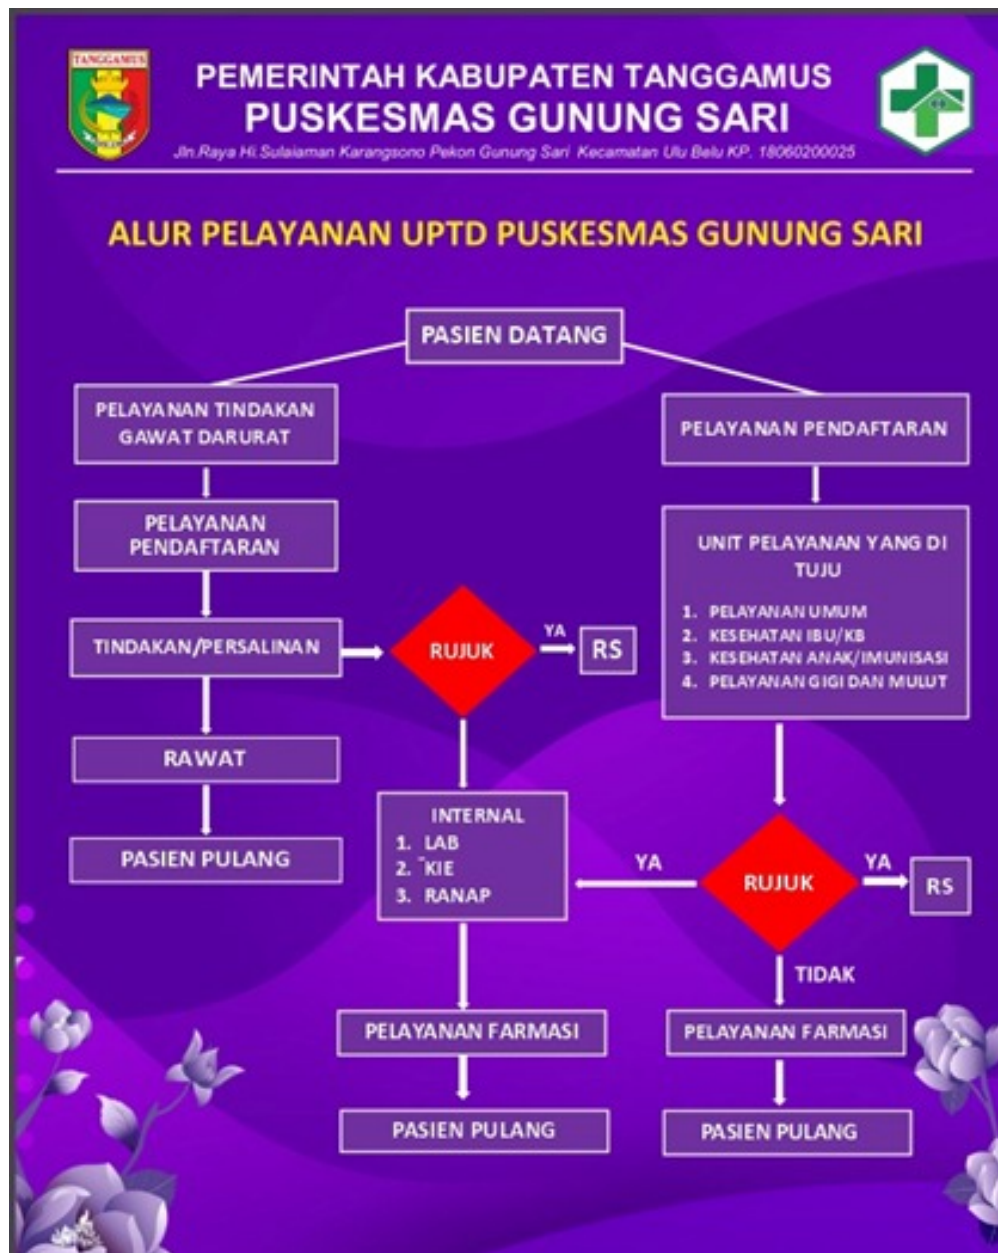 TANGGAMUS
PEMERINTAH KABUPATEN TANGGAMUS
PUSKESMAS GUNUNG SARI
Jln.Raya Hi.Sulaiaman Karangsono Pekon Gunung Sari Kecamatan Ulu Belu KP. 18060200025
ALUR PELAYANAN UPTD PUSKESMAS GUNUNG SARI
PASIEN DATANG
PELAYANAN TINDAKAN
GAWAT DARURAT
PELAYANAN
PENDAFTARAN
TINDAKAN/PERSALINAN
RAWAT
PASIEN PULANG
RUJUK
YA
RS
INTERNAL
1. LAB
2. KIE
3. RANAP
PELAYANAN FARMASI
PASIEN PULANG
PELAYANAN PENDAFTARAN
UNIT PELAYANAN YANG DI
TUJU
1. PELAYANAN UMUM
2. KESEHATAN IBU/KB
3. KESEHATAN ANAK/IMUNISASI
4. PELAYANAN GIGI DAN MULUT
YA
RUJUK
YA
RS
TIDAK
PELAYANAN FARMASI
PASIEN PULANG